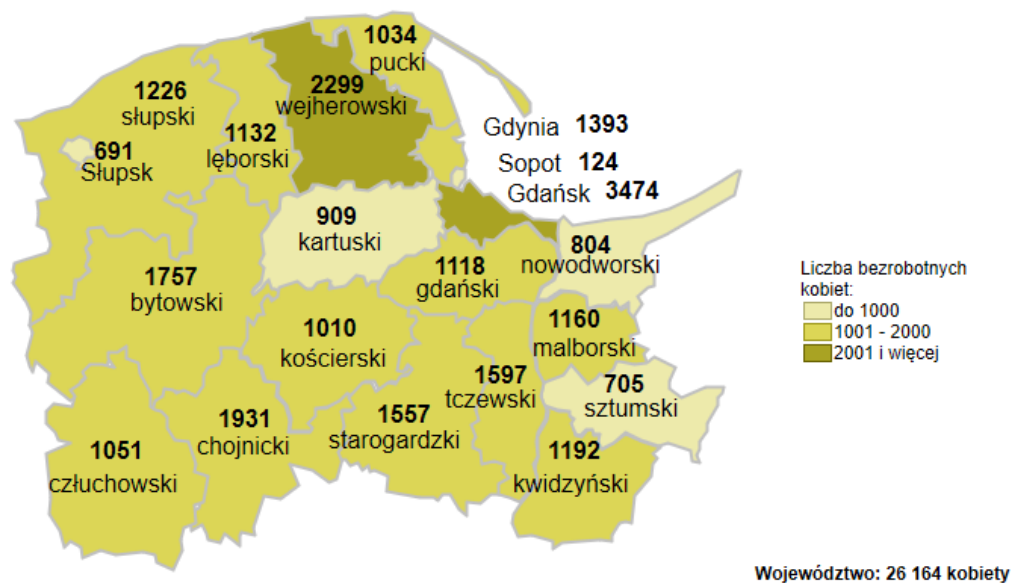 1034
pucki
2299
wejherowski
1226
słupski
1132
lęborski
691
Słupsk
Gdynia 1393
Sopot 124
Gdańsk 3474
909
kartuski
804
nowodworski
1118
gdański
1757
bytowski
1010
kościerski
1160
malborski
1597
tczewski
705
sztumski
1931
chojnicki
1557
starogardzki
1051
człuchowski
1192
kwidzyński
Liczba bezrobotnych
kobiet:
do 1000
1001 - 2000
2001 i więcej
Województwo: 26 164 kobiety